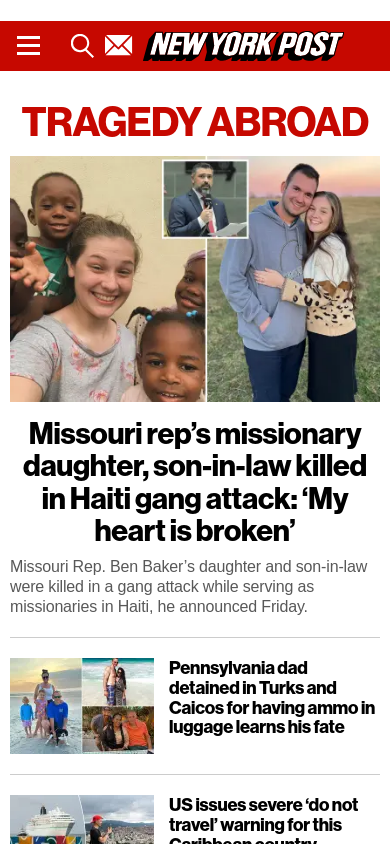 NEW YORK POST
TRAGEDY ABROAD
Missouri rep’s missionary
daughter, son-in-law killed
in Haiti gang attack: ‘My
heart is broken’
Missouri Rep. Ben Baker’s daughter and son-in-law
were killed in a gang attack while serving as
missionaries in Haiti, he announced Friday.
Pennsylvania dad
detained in Turks and
Caicos for having ammo in
luggage learns his fate
US issues severe ‘do not
travel’ warning for this
Caribbean country